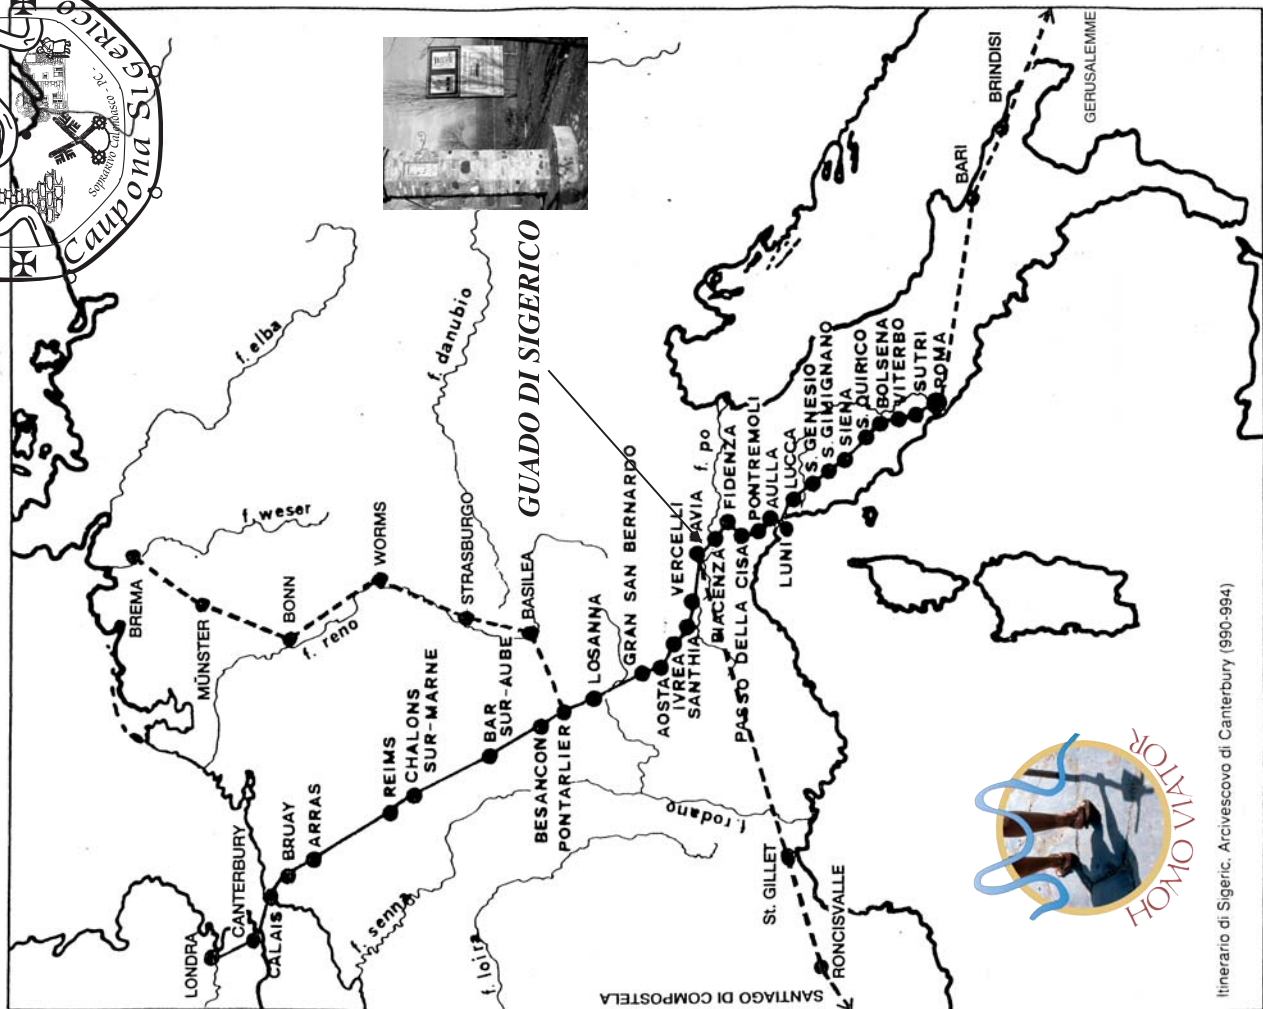 Caupona SIGERICO
Soprarivo Calendasco - PC -
GUADO DI SIGERICO
f. elba
f. danubio
f. weser
BREMA
MÜNSTER
BONN
f. reno
WORMS
STRASBURGO
BASILEA
LONDRA
CANTERBURY
CALAIS
BRUAY
ARRAS
REIMS
CHALONS
SUR-MARNE
BAR
SUR-AUBE
BESANCON
PONTARLIER
LOSANNA
GRAN SAN BERNARDO
AOSTA
IVREA
SANTHIA
VERCELLI
PAVIA
f. po
PIACENZA
FIDENZA
PASSO DELLA CISA
PONTREMOLI
AULLA
LUNI
LUCCA
S. GENESIO
S. GIMIGNANO
SIENA
S. QUIRICO
BOLSENA
VITERBO
SUTRI
ROMA
BARI
BRINDISI
GERUSALEMME
f. senna
f. loira
f. rodano
St. GILLET
RONCISVALLE
SANTIAGO DI COMPOSTELA
HOMO VIATOR
Itinerario di Sigeric, Arcivescovo di Canterbury (990-994)